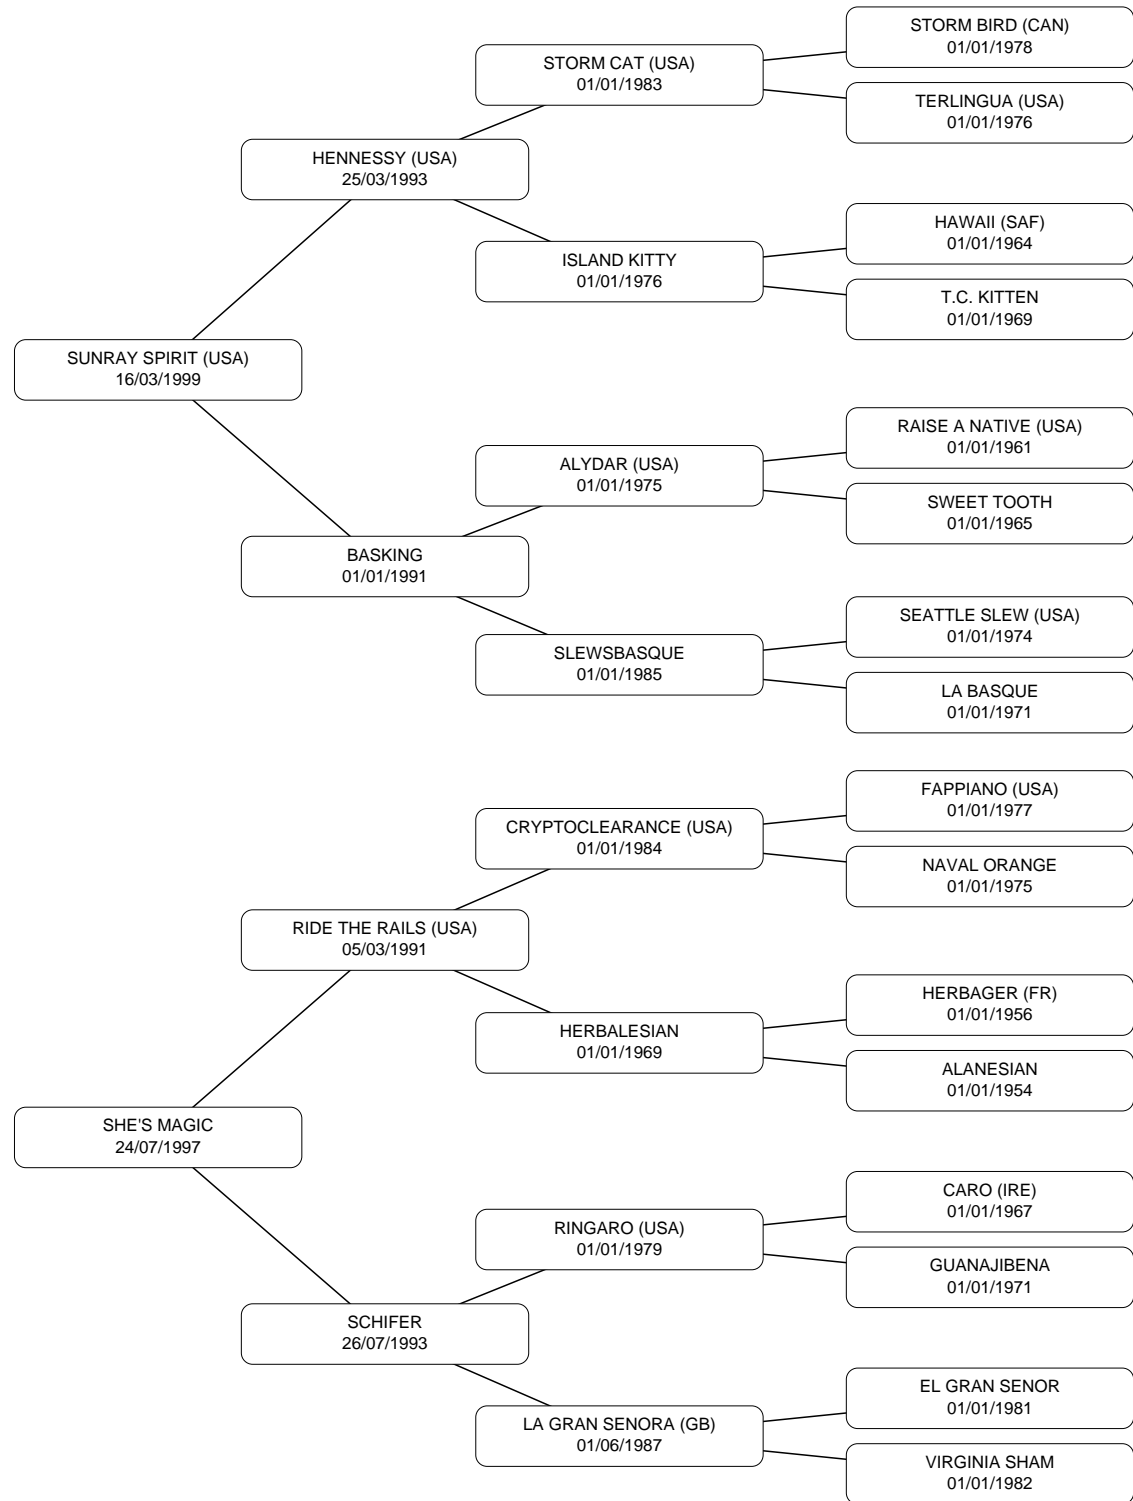 STORM BIRD (CAN)
01/01/1978
STORM CAT (USA)
01/01/1983
TERLINGUA (USA)
01/01/1976
HENNESSY (USA)
25/03/1993
HAWAII (SAF)
01/01/1964
ISLAND KITTY
01/01/1976
T.C. KITTEN
01/01/1969
SUNRAY SPIRIT (USA)
16/03/1999
RAISE A NATIVE (USA)
01/01/1961
ALYDAR (USA)
01/01/1975
SWEET TOOTH
01/01/1965
BASKING
01/01/1991
SEATTLE SLEW (USA)
01/01/1974
SLEWSBASQUE
01/01/1985
LA BASQUE
01/01/1971
FAPPIANO (USA)
01/01/1977
CRYPTOCLEARANCE (USA)
01/01/1984
NAVAL ORANGE
01/01/1975
RIDE THE RAILS (USA)
05/03/1991
HERBAGER (FR)
01/01/1956
HERBALESIAN
01/01/1969
ALANESIAN
01/01/1954
SHE'S MAGIC
24/07/1997
CARO (IRE)
01/01/1967
RINGARO (USA)
01/01/1979
GUANAJIBENA
01/01/1971
SCHIFER
26/07/1993
EL GRAN SENOR
01/01/1981
LA GRAN SENORA (GB)
01/06/1987
VIRGINIA SHAM
01/01/1982